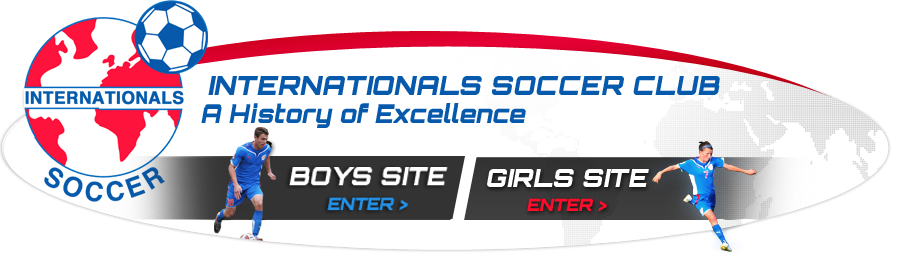 INTERNATIONALS
SOCCER
INTERNATIONALS SOCCER CLUB
A History of Excellence
BOYS SITE
ENTER >
GIRLS SITE
ENTER >